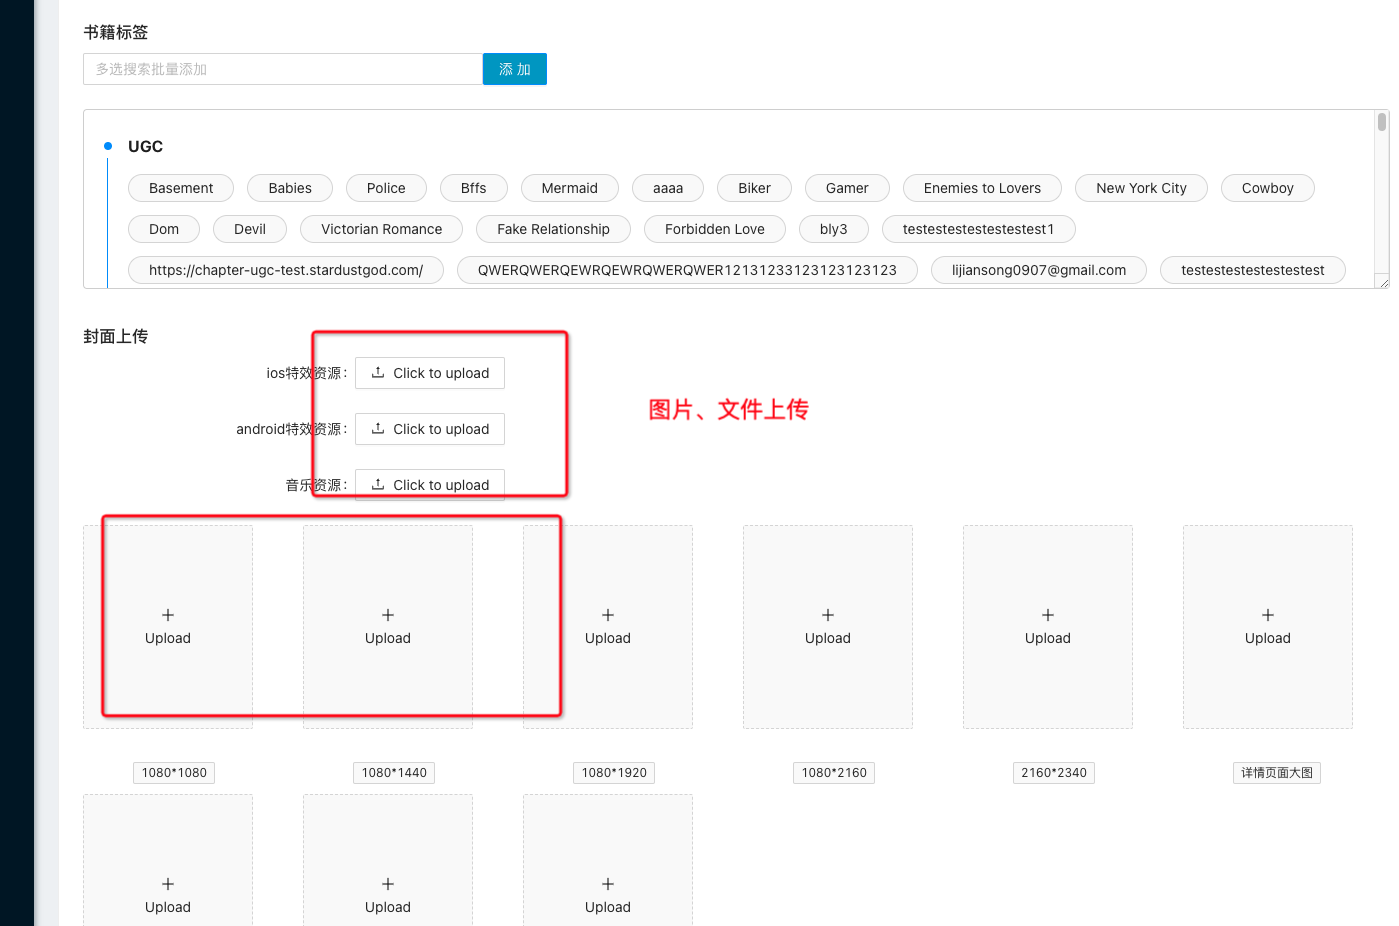 书籍标签
多选搜索批量添加 添 加
UGC
Basement Babies Police Bffs Mermaid aaaa Biker Gamer Enemies to Lovers New York City Cowboy
Dom Devil Victorian Romance Fake Relationship Forbidden Love bly3 testestestestestestest1
https://chapter-ugc-test.stardustgod.com/ QWERQWERQEWRQEWRQWERQWER12131233123123123123 lijiansong0907@gmail.com testestestestestestest
封面上传
ios特效资源: Click to upload
图片、文件上传
android特效资源: Click to upload
音乐资源: Click to upload
Upload Upload Upload Upload Upload Upload
1080*1080 1080*1440 1080*1920 1080*2160 2160*2340 详情页面大图
Upload Upload Upload